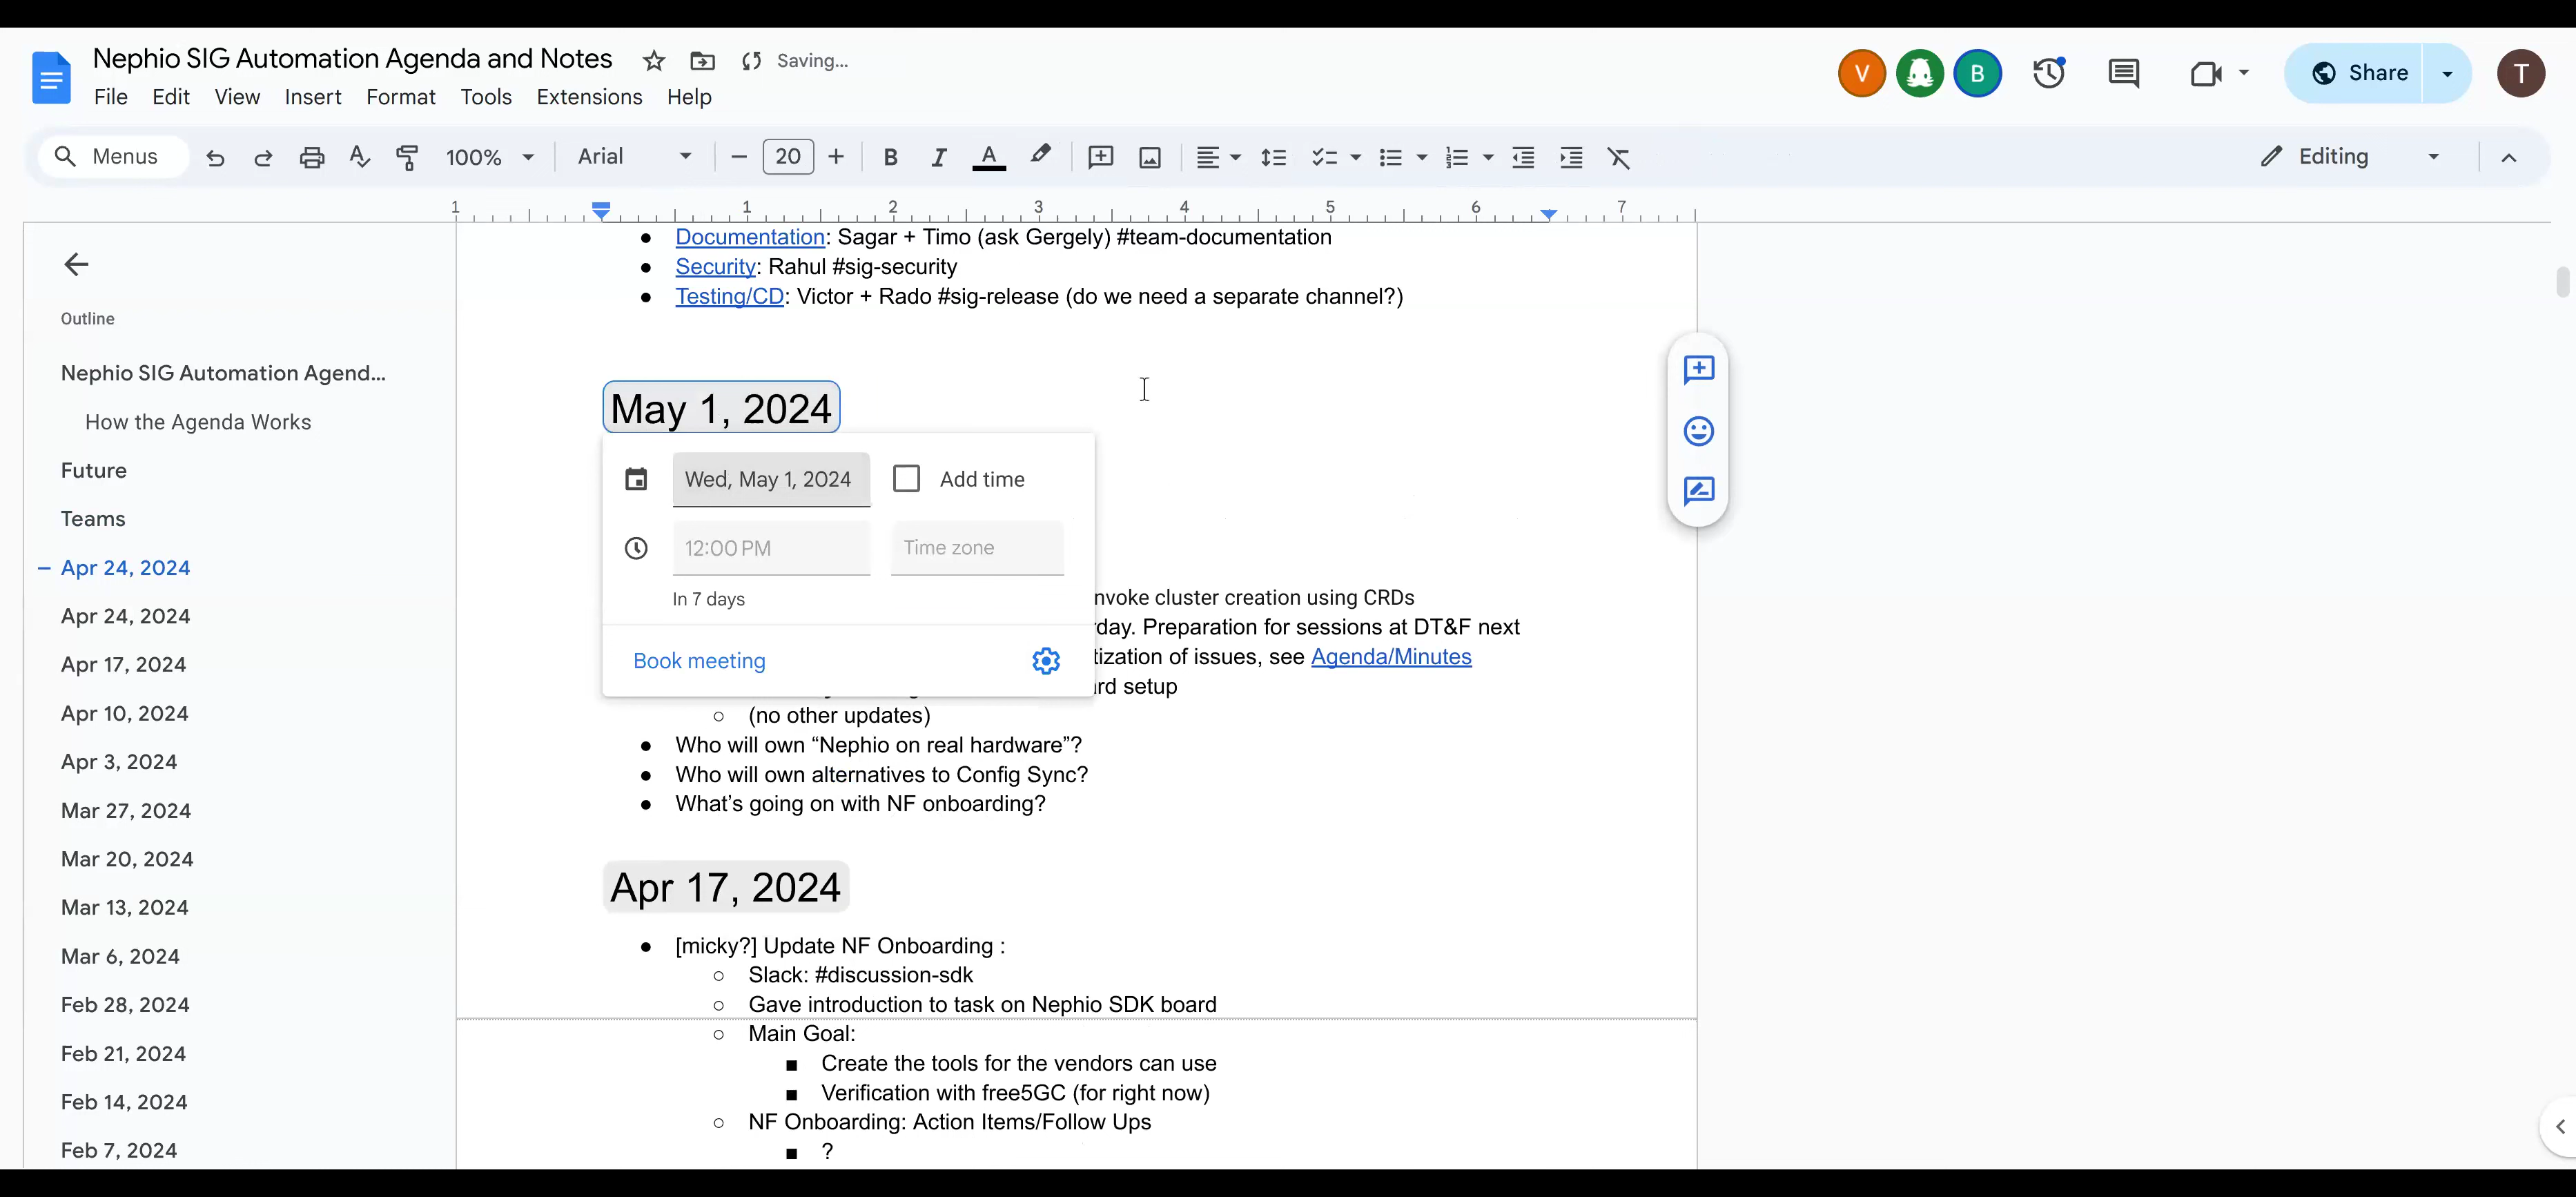 Nephio SIG Automation Agenda and Notes Saving...
V B Share T
File Edit View Insert Format Tools Extensions Help
Menus 100% Arial 20 B I A Editing
1 1 2 3 4 5 6 7
Outline
Nephio SIG Automation Agend...
How the Agenda Works
Future
Teams
Apr 24, 2024
Apr 24, 2024
Apr 17, 2024
Apr 10, 2024
Apr 3, 2024
Mar 27, 2024
Mar 20, 2024
Mar 13, 2024
Mar 6, 2024
Feb 28, 2024
Feb 21, 2024
Feb 14, 2024
Feb 7, 2024
Documentation: Sagar + Timo (ask Gergely) #team-documentation
Security: Rahul #sig-security
Testing/CD: Victor + Rado #sig-release (do we need a separate channel?)
May 1, 2024
Wed, May 1, 2024 Add time
12:00 PM Time zone
In 7 days
Book meeting
nvoke cluster creation using CRDs
day. Preparation for sessions at DT&F next
tization of issues, see Agenda/Minutes
rd setup
(no other updates)
Who will own “Nephio on real hardware”?
Who will own alternatives to Config Sync?
What’s going on with NF onboarding?
Apr 17, 2024
[micky?] Update NF Onboarding :
Slack: #discussion-sdk
Gave introduction to task on Nephio SDK board
Main Goal:
Create the tools for the vendors can use
Verification with free5GC (for right now)
NF Onboarding: Action Items/Follow Ups
?